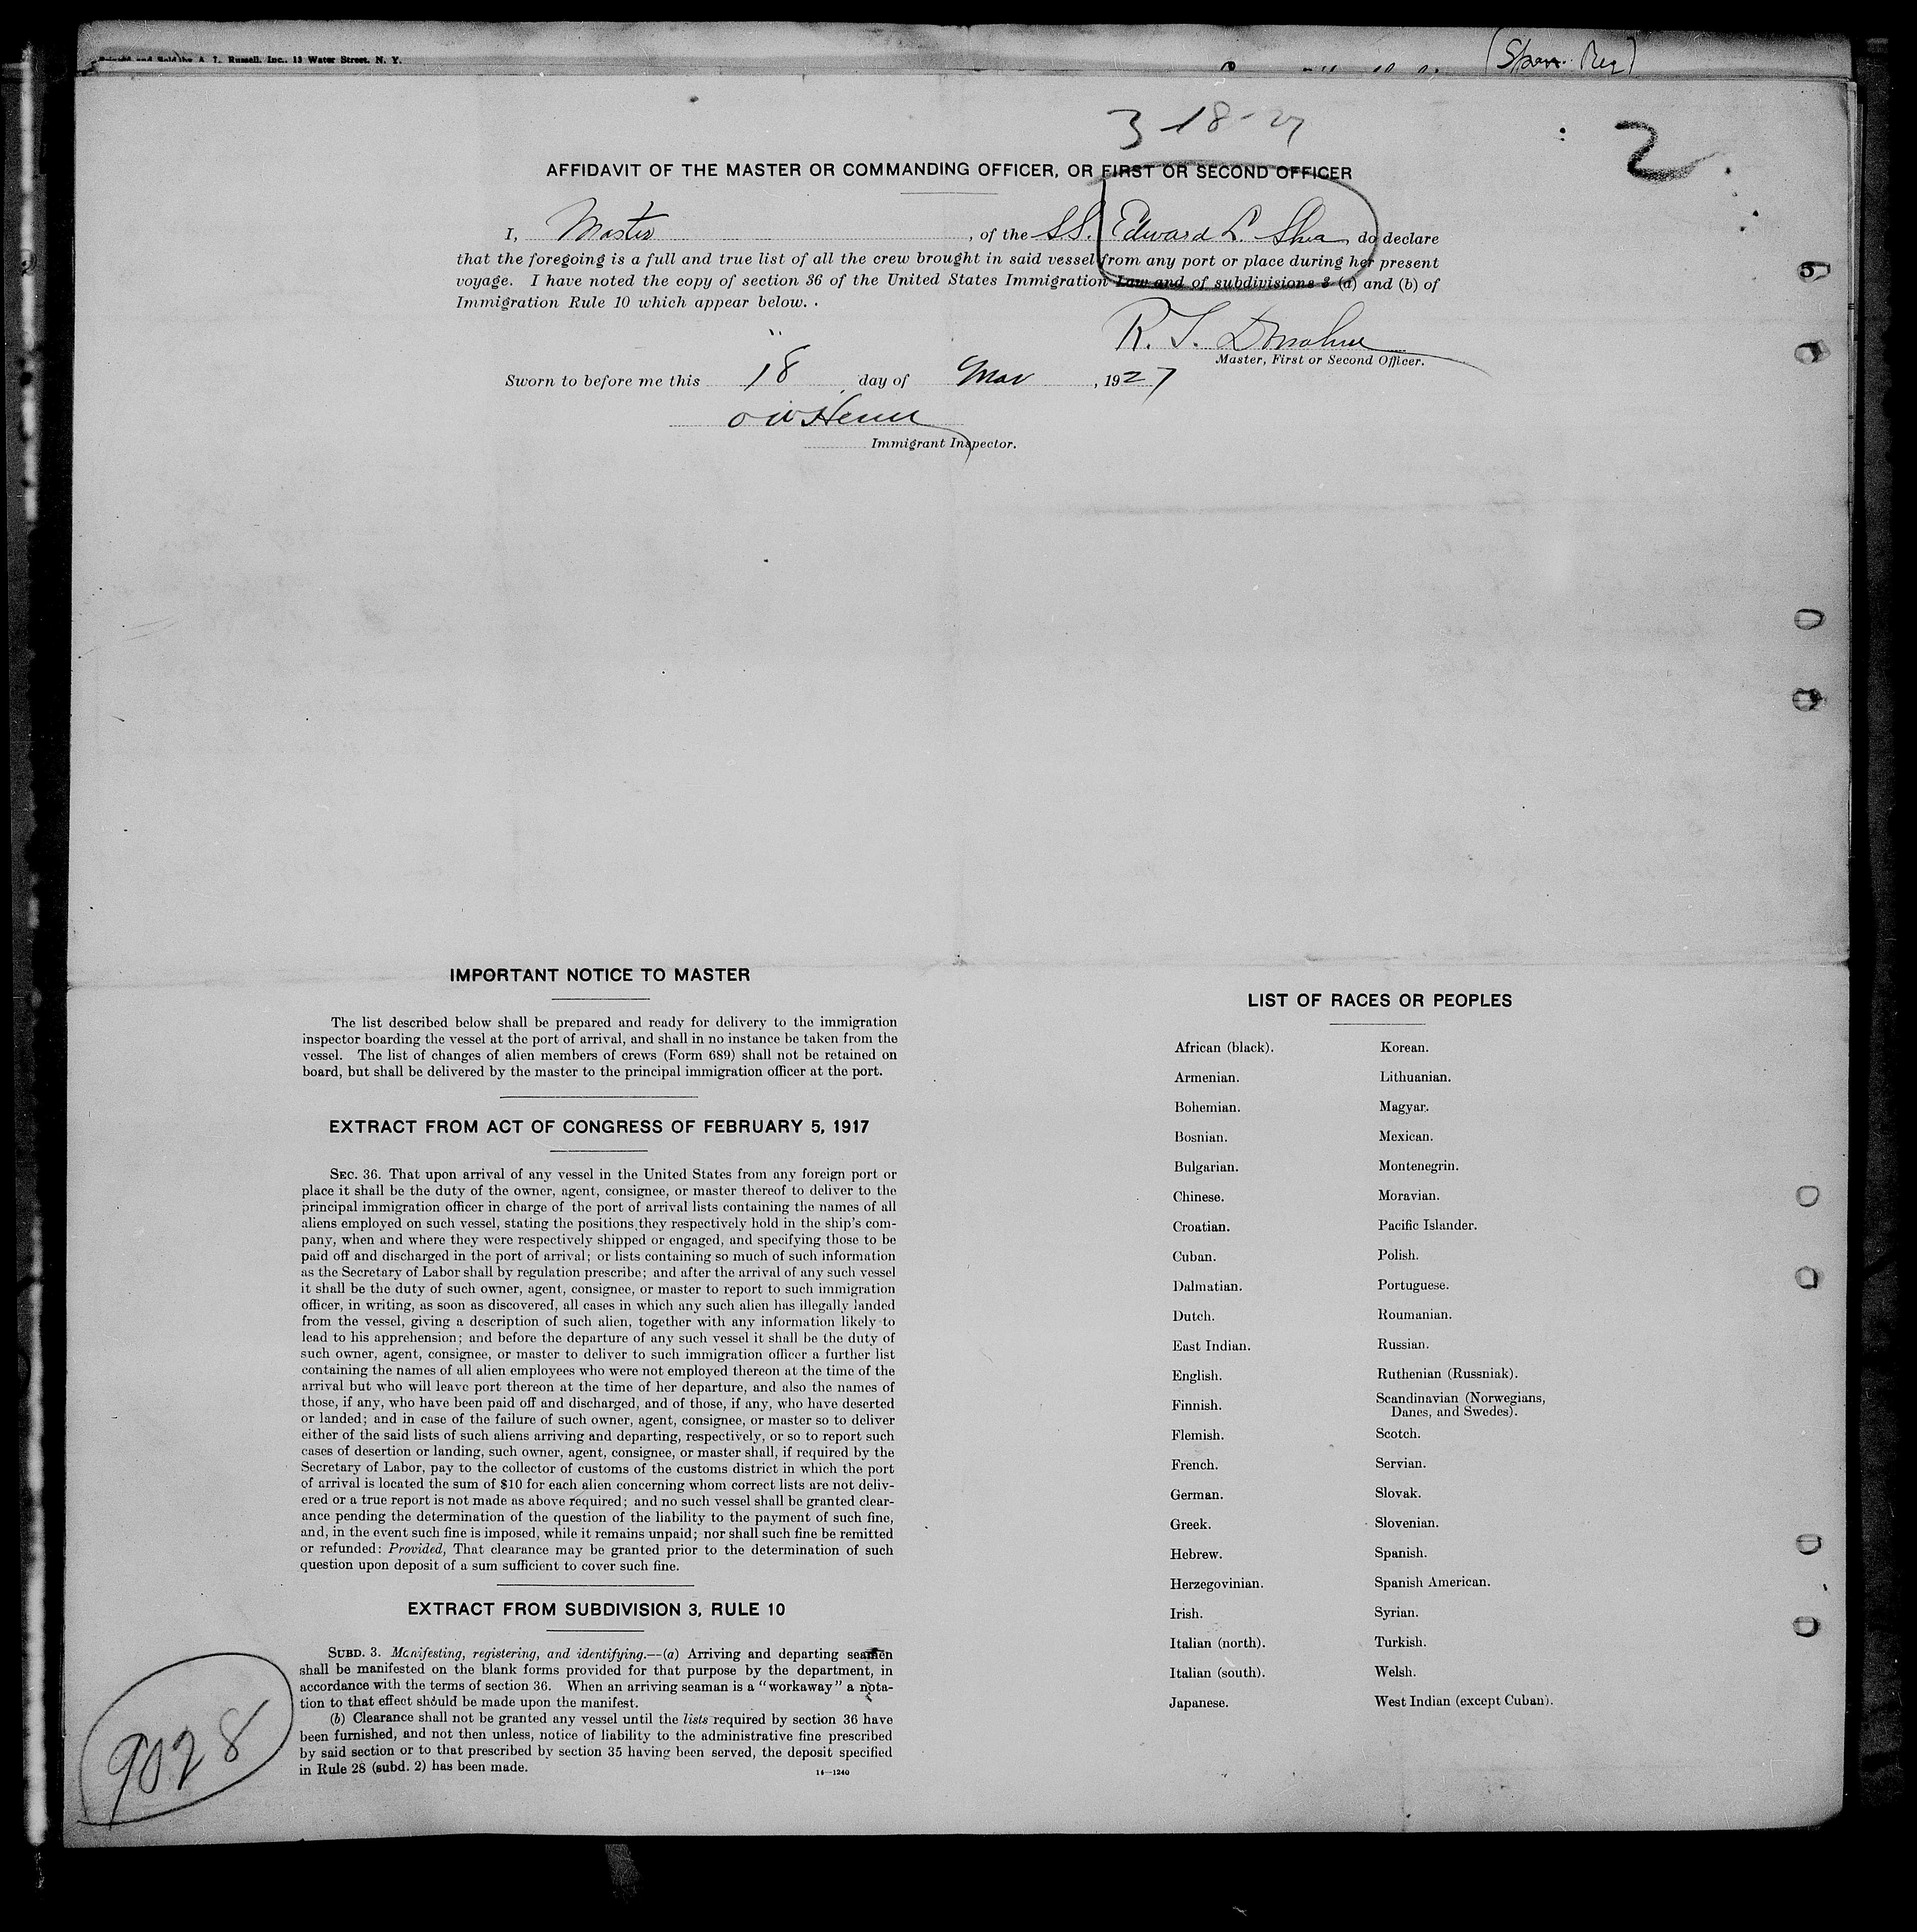 Printed and Sold by A. L. Russell, Inc., 13 Water Street, N. Y.
3-18-27
2
AFFIDAVIT OF THE MASTER OR COMMANDING OFFICER, OR FIRST OR SECOND OFFICER
I, Master, of the SS. Edward L. Shea, do declare
that the foregoing is a full and true list of all the crew brought in said vessel from any port or place during her present
voyage. I have noted the copy of section 36 of the United States Immigration Law and of subdivisions 3 (a) and (b) of
Immigration Rule 10 which appear below.
R. S. Donahue
Master, First or Second Officer.
Sworn to before me this 18 day of Mar, 1927
Immigrant Inspector.
IMPORTANT NOTICE TO MASTER
The list described below shall be prepared and ready for delivery to the immigration
inspector boarding the vessel at the port of arrival, and shall in no instance be taken from the
vessel. The list of changes of alien members of crews (Form 689) shall not be retained on
board, but shall be delivered by the master to the principal immigration officer at the port.
EXTRACT FROM ACT OF CONGRESS OF FEBRUARY 5, 1917
SEC. 36. That upon arrival of any vessel in the United States from any foreign port or
place it shall be the duty of the owner, agent, consignee, or master thereof to deliver to the
principal immigration officer in charge of the port of arrival lists containing the names of all
aliens employed on such vessel, stating the positions they respectively hold in the ship's com-
pany, when and where they were respectively shipped or engaged, and specifying those to be
paid off and discharged in the port of arrival; or lists containing so much of such information
as the Secretary of Labor shall by regulation prescribe; and after the arrival of any such vessel
it shall be the duty of such owner, agent, consignee, or master to report to such immigration
officer, in writing, as soon as discovered, all cases in which any such alien has illegally landed
from the vessel, giving a description of such alien, together with any information likely to
lead to his apprehension; and before the departure of any such vessel it shall be the duty of
such owner, agent, consignee, or master to deliver to such immigration officer a further list
containing the names of all alien employees who were not employed thereon at the time of the
arrival but who will leave port thereon at the time of her departure, and also the names of
those, if any, who have been paid off and discharged, and of those, if any, who have deserted
or landed; and in case of the failure of such owner, agent, consignee, or master so to deliver
either of the said lists of such aliens arriving and departing, respectively, or so to report such
cases of desertion or landing, such owner, agent, consignee, or master shall, if required by the
Secretary of Labor, pay to the collector of customs of the customs district in which the port
of arrival is located the sum of $10 for each alien concerning whom correct lists are not deliv-
ered or a true report is not made as above required; and no such vessel shall be granted clear-
ance pending the determination of the question of the liability to the payment of such fine,
and, in the event such fine is imposed, while it remains unpaid; nor shall such fine be remitted
or refunded: Provided, That clearance may be granted prior to the determination of such
question upon deposit of a sum sufficient to cover such fine.
EXTRACT FROM SUBDIVISION 3, RULE 10
SUBD. 3. Manifesting, registering, and identifying.—(a) Arriving and departing seamen
shall be manifested on the blank forms provided for that purpose by the department, in
accordance with the terms of section 36. When an arriving seaman is a "workaway" a nota-
tion to that effect should be made upon the manifest.
(b) Clearance shall not be granted any vessel until the lists required by section 36 have
been furnished, and not then unless, notice of liability to the administrative fine prescribed
by said section or to that prescribed by section 35 having been served, the deposit specified
in Rule 28 (subd. 2) has been made.
14—1240
9028
LIST OF RACES OR PEOPLES
African (black). Korean.
Armenian. Lithuanian.
Bohemian. Magyar.
Bosnian. Mexican.
Bulgarian. Montenegrin.
Chinese. Moravian.
Croatian. Pacific Islander.
Cuban. Polish.
Dalmatian. Portuguese.
Dutch. Roumanian.
East Indian. Russian.
English. Ruthenian (Russniak).
Finnish. Scandinavian (Norwegians,
Danes, and Swedes).
Flemish. Scotch.
French. Servian.
German. Slovak.
Greek. Slovenian.
Hebrew. Spanish.
Herzegovinian. Spanish American.
Irish. Syrian.
Italian (north). Turkish.
Italian (south). Welsh.
Japanese. West Indian (except Cuban).